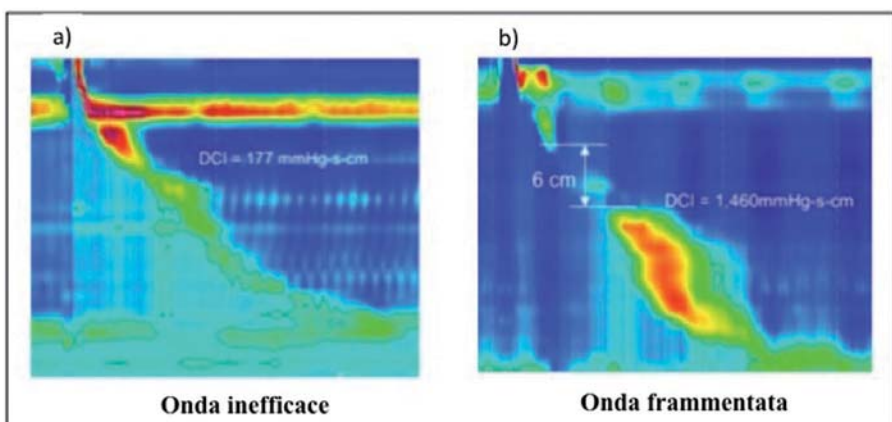 a)
b)
DCI = 177 mmHg-s-cm
6 cm
DCI = 1.460mmHg-s-cm
Onda inefficace
Onda frammentata